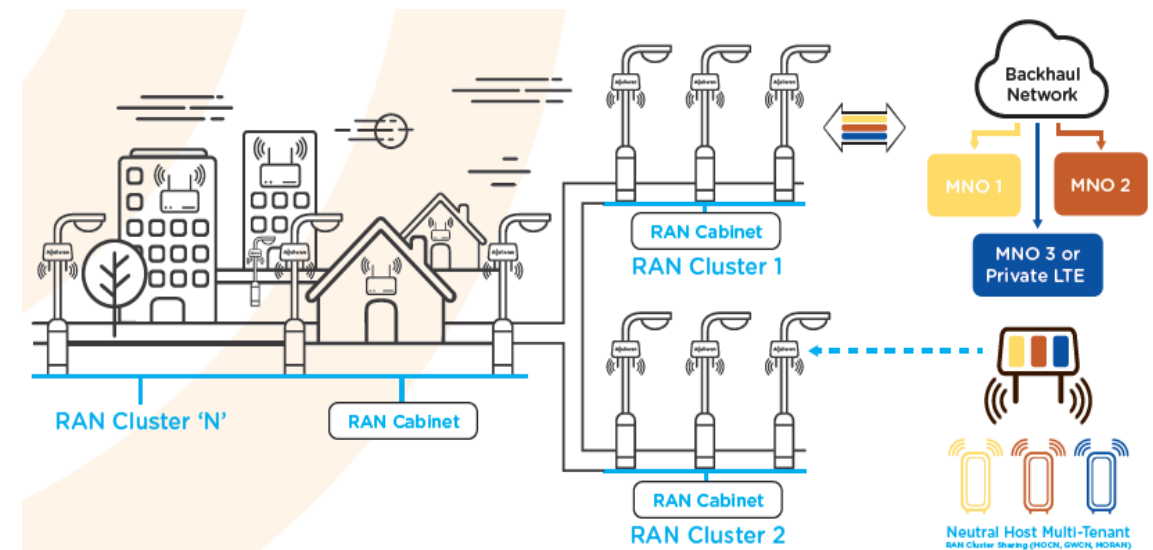 RAN Cluster 'N'
RAN Cabinet
RAN Cabinet
RAN Cluster 1
RAN Cabinet
RAN Cluster 2
Backhaul
Network
MNO 1
MNO 2
MNO 3 or
Private LTE
Neutral Host Multi-Tenant
RAN Cluster Sharing (MOCN, GWCN, MORAN)